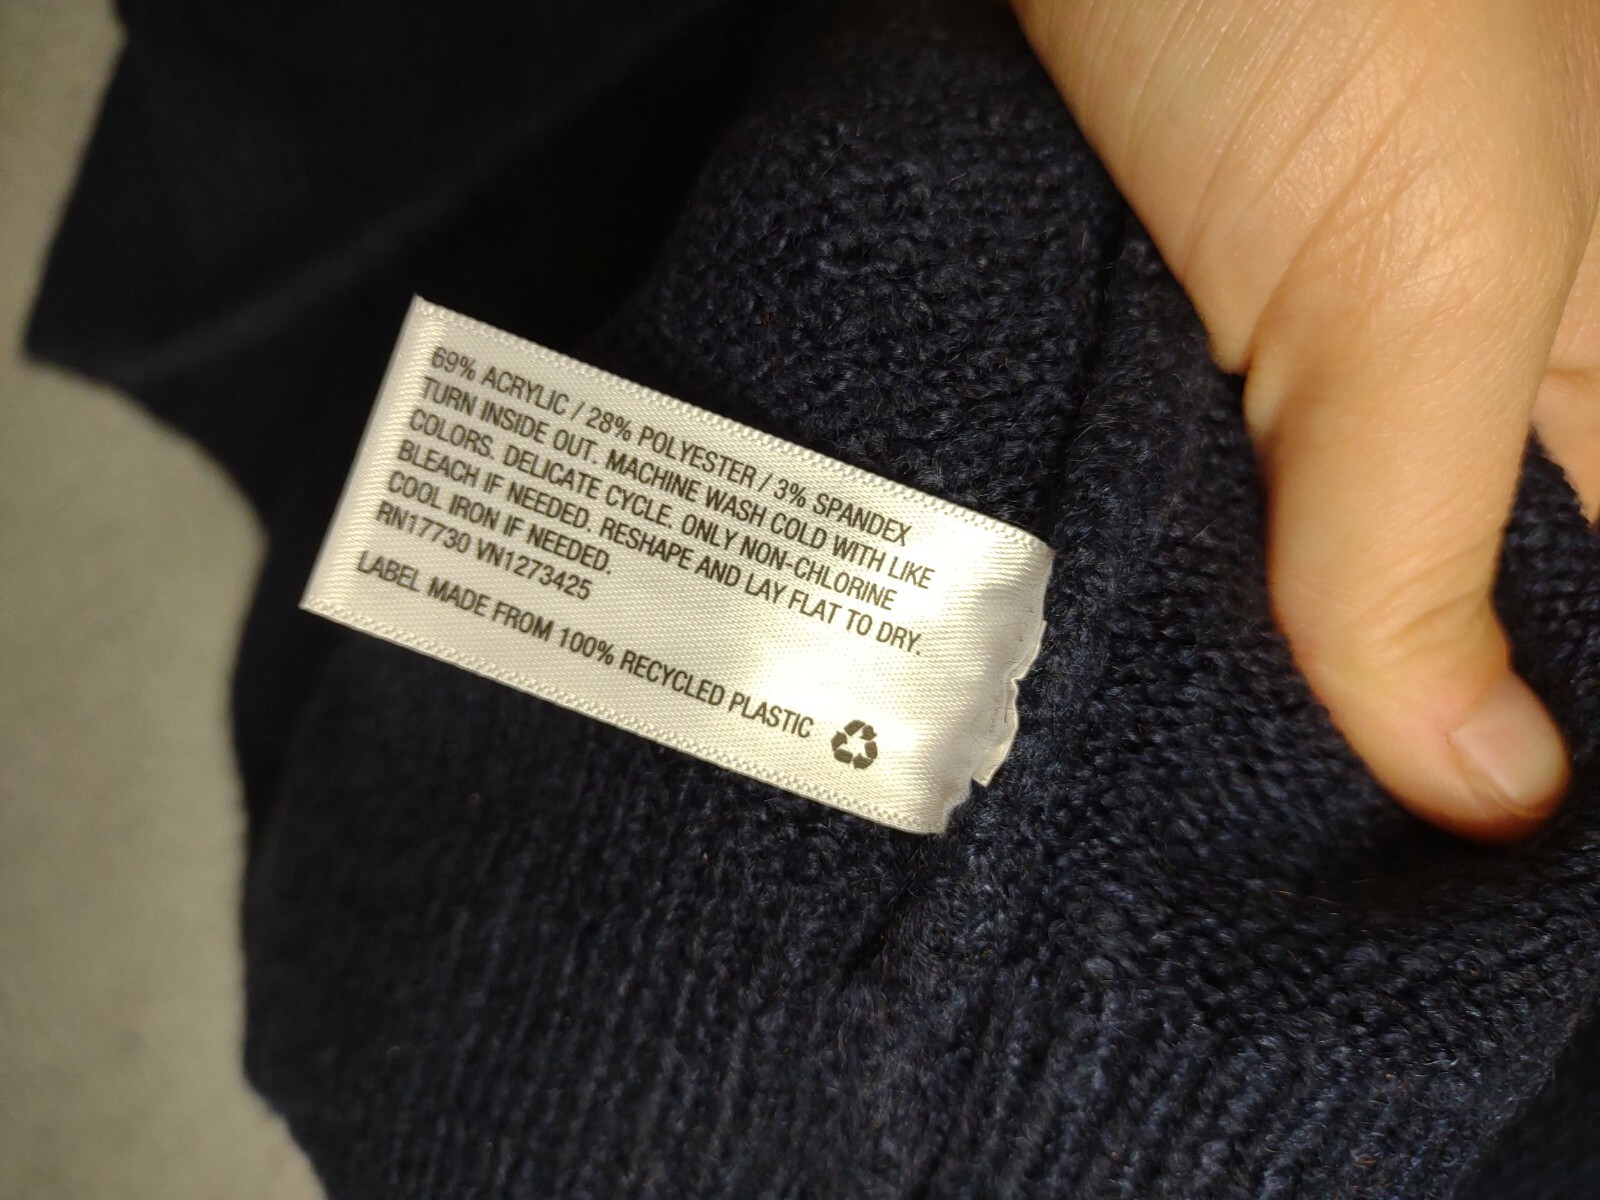 69% ACRYLIC / 28% POLYESTER / 3% SPANDEX
TURN INSIDE OUT. MACHINE WASH COLD WITH LIKE
COLORS. DELICATE CYCLE. ONLY NON-CHLORINE
BLEACH IF NEEDED. RESHAPE AND LAY FLAT TO DRY.
COOL IRON IF NEEDED.
RN17730 VN1273425
LABEL MADE FROM 100% RECYCLED PLASTIC